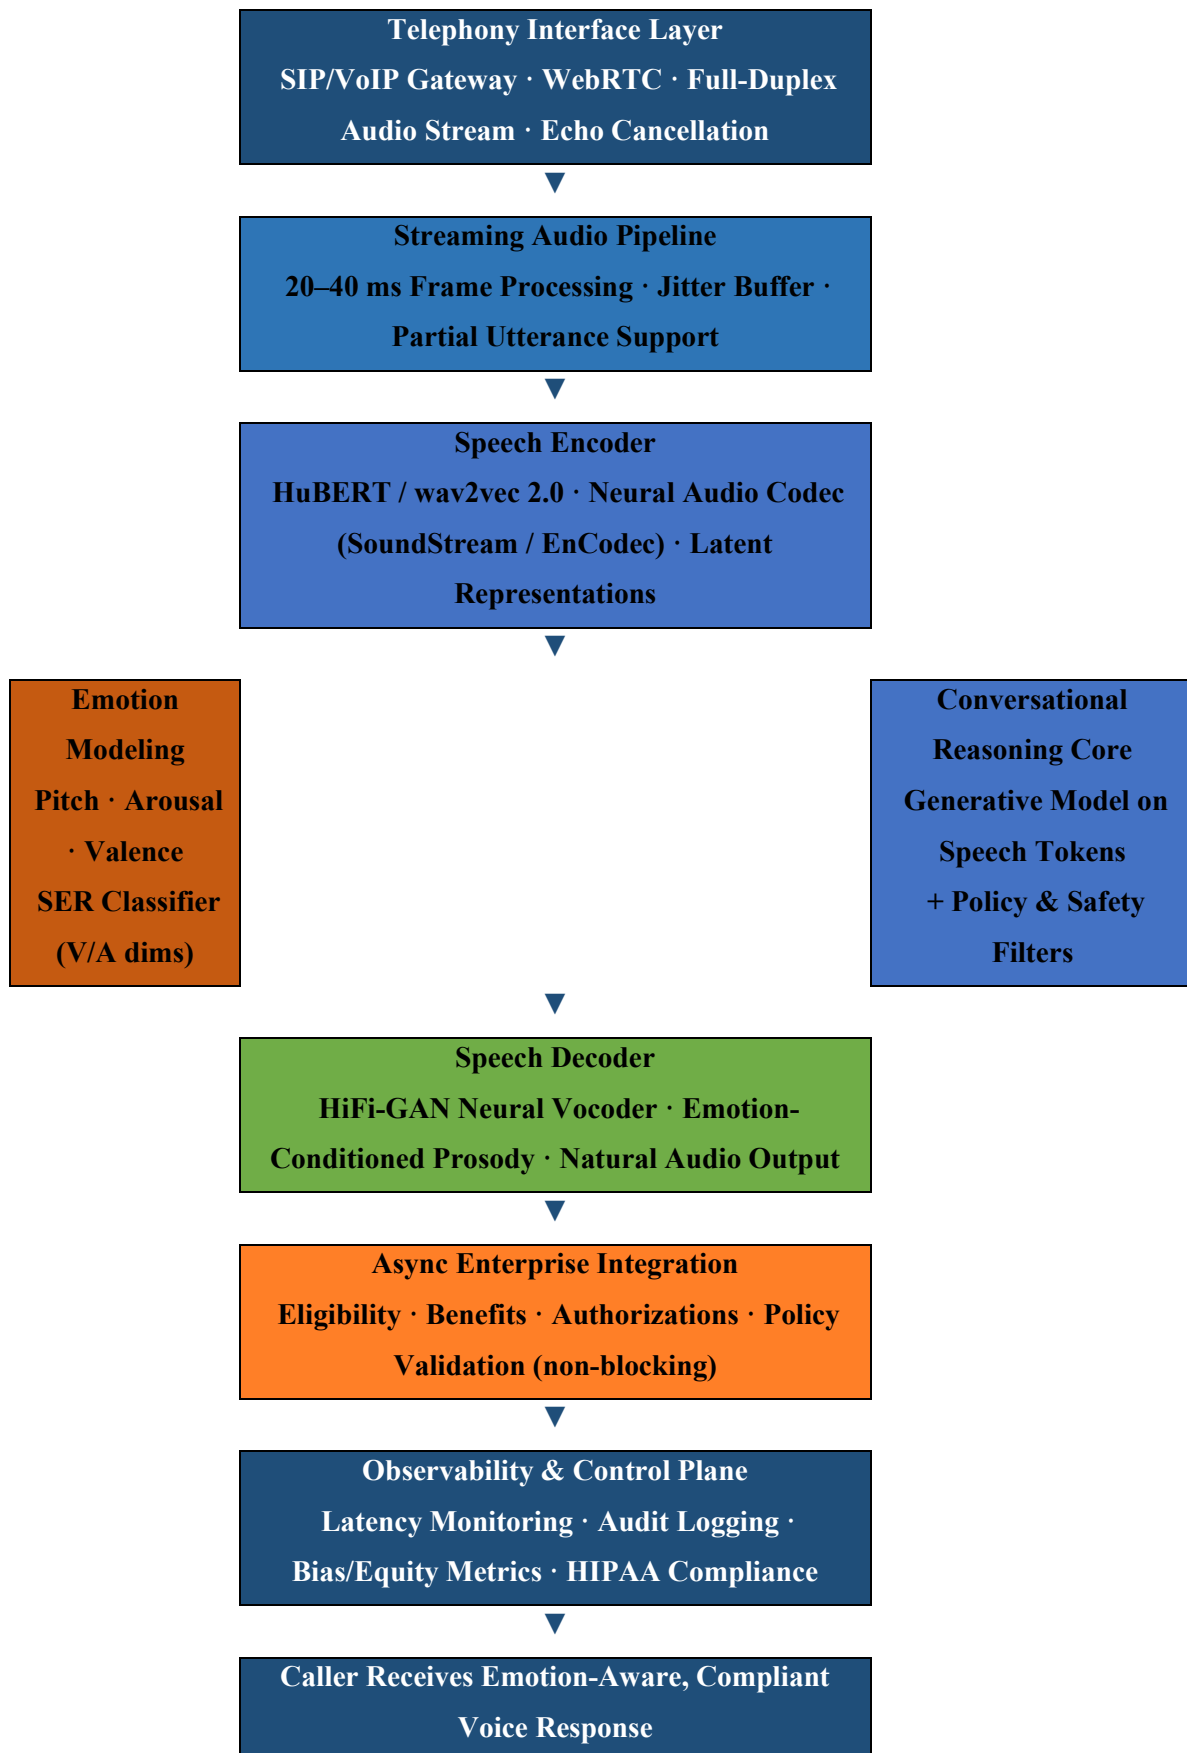 Telephony Interface Layer
SIP/VoIP Gateway · WebRTC · Full-Duplex
Audio Stream · Echo Cancellation
Streaming Audio Pipeline
20–40 ms Frame Processing · Jitter Buffer ·
Partial Utterance Support
Speech Encoder
HuBERT / wav2vec 2.0 · Neural Audio Codec
(SoundStream / EnCodec) · Latent
Representations
Emotion
Modeling
Pitch · Arousal
· Valence
SER Classifier
(V/A dims)
Conversational
Reasoning Core
Generative Model on
Speech Tokens
+ Policy & Safety
Filters
Speech Decoder
HiFi-GAN Neural Vocoder · Emotion-
Conditioned Prosody · Natural Audio Output
Async Enterprise Integration
Eligibility · Benefits · Authorizations · Policy
Validation (non-blocking)
Observability & Control Plane
Latency Monitoring · Audit Logging ·
Bias/Equity Metrics · HIPAA Compliance
Caller Receives Emotion-Aware, Compliant
Voice Response